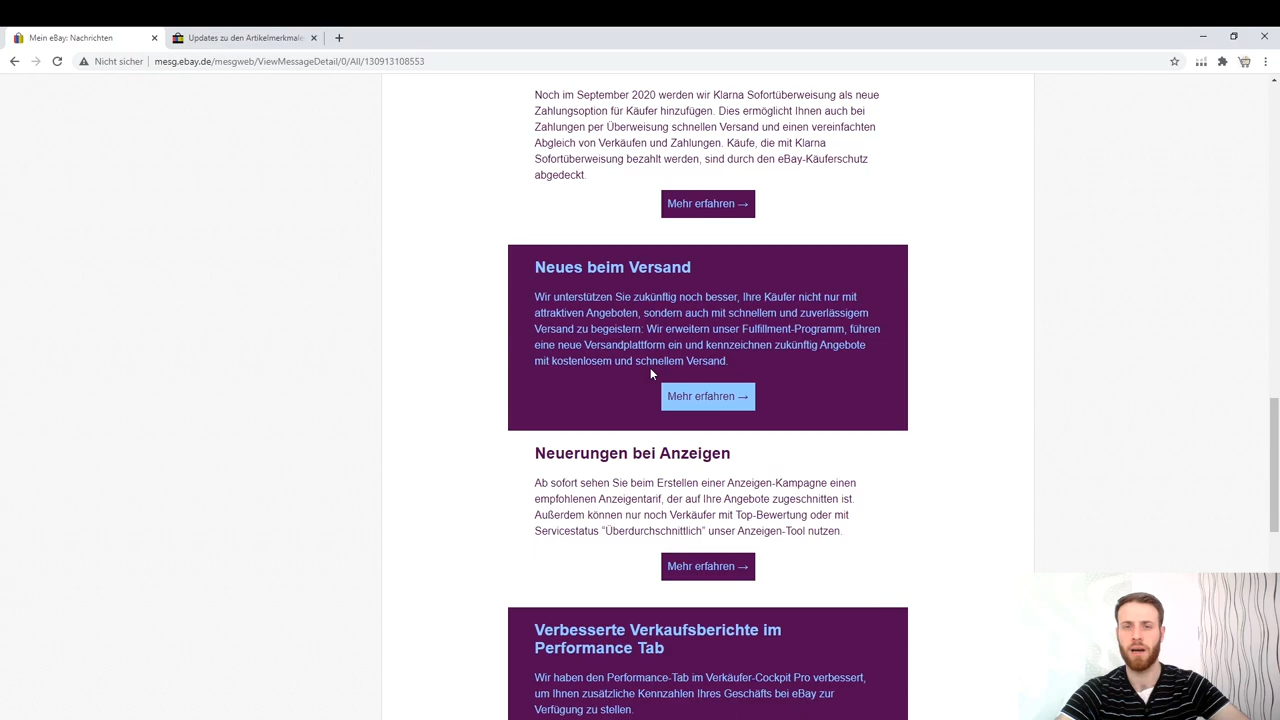 Mein eBay: Nachrichten
Updates zu den Artikelmerkmale
Nicht sicher
mesg.ebay.de/mesgweb/ViewMessageDetail/0/All/130913108553
Noch im September 2020 werden wir Klarna Sofortüberweisung als neue
Zahlungsoption für Käufer hinzufügen. Dies ermöglicht Ihnen auch bei
Zahlungen per Überweisung schnellen Versand und einen vereinfachten
Abgleich von Verkäufen und Zahlungen. Käufe, die mit Klarna
Sofortüberweisung bezahlt werden, sind durch den eBay-Käuferschutz
abgedeckt.
Mehr erfahren →
Neues beim Versand
Wir unterstützen Sie zukünftig noch besser, Ihre Käufer nicht nur mit
attraktiven Angeboten, sondern auch mit schnellem und zuverlässigem
Versand zu begeistern: Wir erweitern unser Fulfillment-Programm, führen
eine neue Versandplattform ein und kennzeichnen zukünftig Angebote
mit kostenlosem und schnellem Versand.
Mehr erfahren →
Neuerungen bei Anzeigen
Ab sofort sehen Sie beim Erstellen einer Anzeigen-Kampagne einen
empfohlenen Anzeigentarif, der auf Ihre Angebote zugeschnitten ist.
Außerdem können nur noch Verkäufer mit Top-Bewertung oder mit
Servicestatus "Überdurchschnittlich" unser Anzeigen-Tool nutzen.
Mehr erfahren →
Verbesserte Verkaufsberichte im
Performance Tab
Wir haben den Performance-Tab im Verkäufer-Cockpit Pro verbessert,
um Ihnen zusätzliche Kennzahlen Ihres Geschäfts bei eBay zur
Verfügung zu stellen.